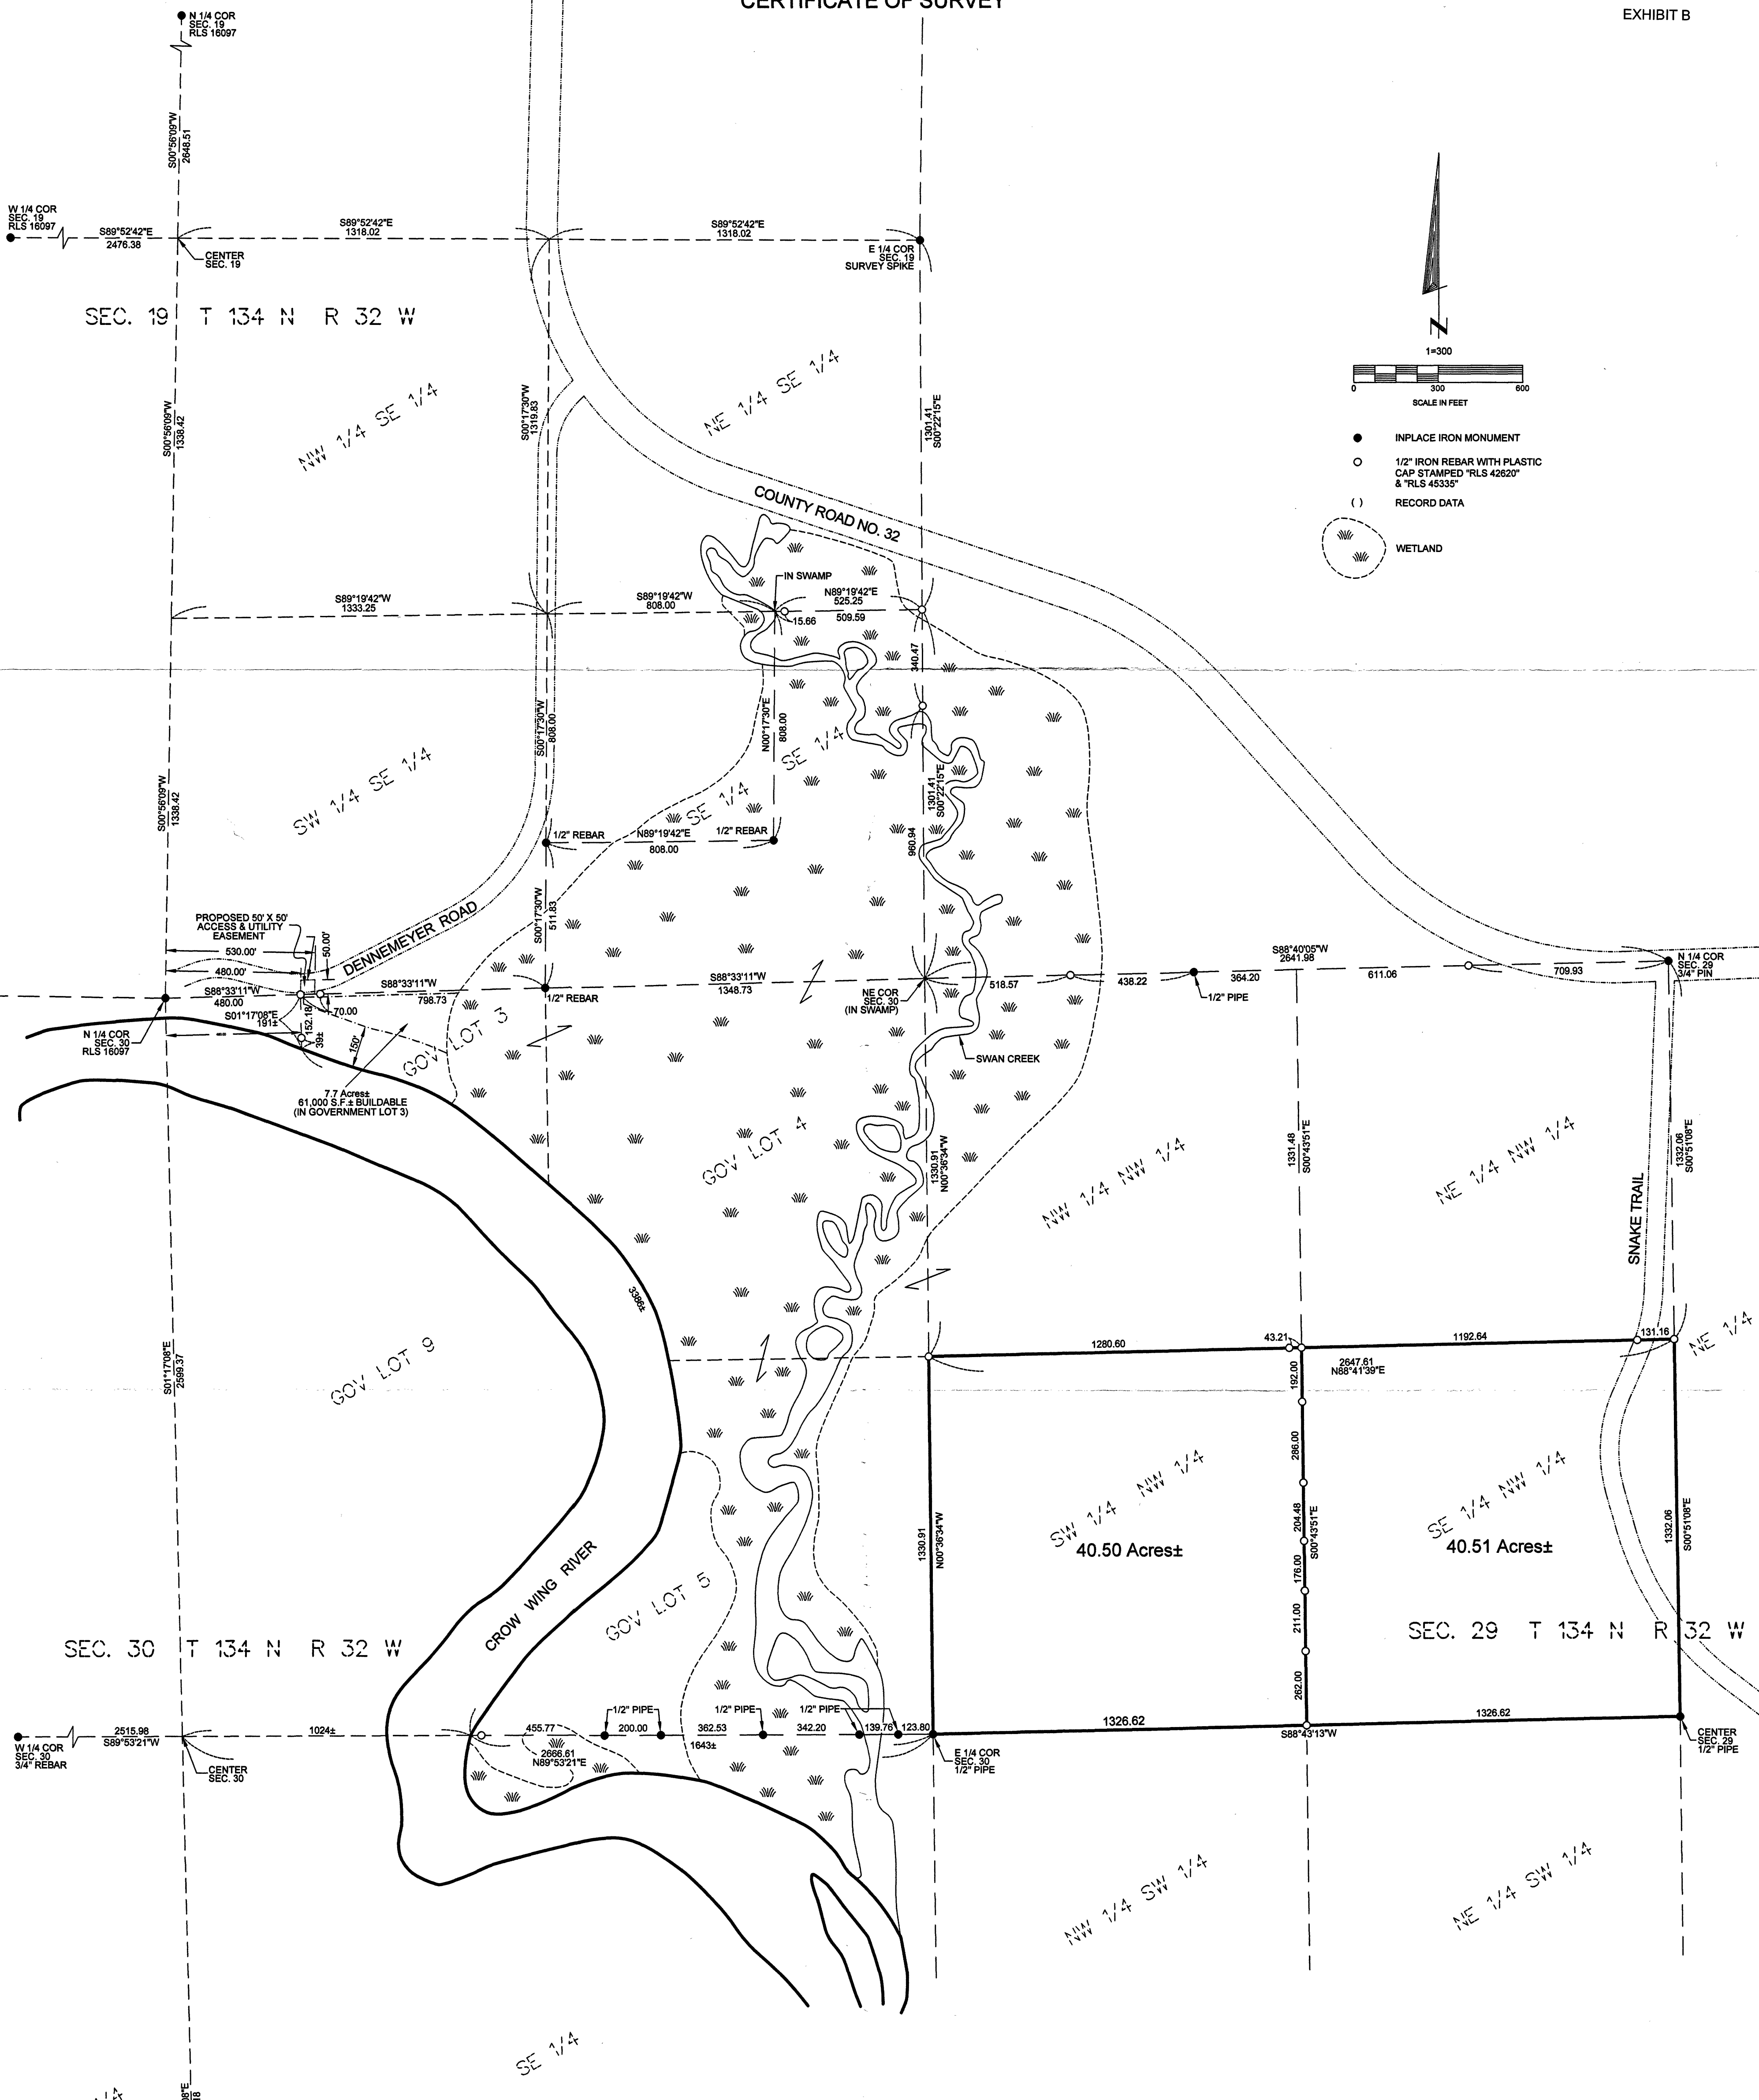 CERTIFICATE OF SURVEY
EXHIBIT B
N 1/4 COR
SEC. 19
RLS 16097
S00°56'09"W
2648.51
W 1/4 COR
SEC. 19
RLS 16097
S89°52'42"E
2476.38
CENTER
SEC. 19
S89°52'42"E
1318.02
S89°52'42"E
1318.02
E 1/4 COR
SEC. 19
SURVEY SPIKE
SEC. 19 T 134 N R 32 W
N
1=300
0 300 600
SCALE IN FEET
INPLACE IRON MONUMENT
1/2" IRON REBAR WITH PLASTIC
CAP STAMPED "RLS 42620"
& "RLS 45335"
( ) RECORD DATA
WETLAND
S00°56'09"W
1338.42
NW 1/4 SE 1/4
S00°17'30"W
1319.83
NE 1/4 SE 1/4
1301.41
S00°22'15"E
COUNTY ROAD NO. 32
IN SWAMP
S89°19'42"W
1333.25
S89°19'42"W
808.00
N89°19'42"E
525.25
15.66
509.59
340.47
S00°56'09"W
1338.42
SW 1/4 SE 1/4
S00°17'30"W
808.00
N00°17'30"E
808.00
SE 1/4 SE 1/4
1301.41
S00°22'15"E
960.94
1/2" REBAR
N89°19'42"E
808.00
1/2" REBAR
S00°17'30"W
511.83
PROPOSED 50' X 50'
ACCESS & UTILITY
EASEMENT
530.00'
480.00'
50.00'
DENNEMEYER ROAD
S88°33'11"W
480.00
S88°33'11"W
798.73
1/2" REBAR
S88°33'11"W
1348.73
NE COR
SEC. 30
(IN SWAMP)
518.57
438.22
1/2" PIPE
364.20
S88°40'05"W
2641.98
611.06
709.93
N 1/4 COR
SEC. 29
3/4" PIN
N 1/4 COR
SEC. 30
RLS 16097
S01°17'08"E
191±
152.18
39±
70.00
150'
GOV LOT 3
7.7 Acres±
61,000 S.F.± BUILDABLE
(IN GOVERNMENT LOT 3)
SWAN CREEK
GOV LOT 4
1330.91
N00°36'34"W
NW 1/4 NW 1/4
1331.48
S00°43'51"E
NE 1/4 NW 1/4
1332.06
S00°51'08"E
SNAKE TRAIL
3386±
S01°17'08"E
2599.37
GOV LOT 9
1280.60
43.21
1192.64
131.16
2647.61
N88°41'39"E
NE 1/4
192.00
286.00
204.48
S00°43'51"E
176.00
211.00
262.00
1330.91
N00°36'34"W
SW 1/4 NW 1/4
40.50 Acres±
SE 1/4 NW 1/4
40.51 Acres±
1332.06
S00°51'08"E
CROW WING RIVER
GOV LOT 5
SEC. 30 T 134 N R 32 W
SEC. 29 T 134 N R 32 W
2515.98
S89°53'21"W
W 1/4 COR
SEC. 30
3/4" REBAR
CENTER
SEC. 30
1024±
455.77
1/2" PIPE
200.00
362.53
1/2" PIPE
342.20
1/2" PIPE
139.76
123.80
1643±
2666.61
N89°53'21"E
E 1/4 COR
SEC. 30
1/2" PIPE
1326.62
S88°43'13"W
1326.62
CENTER
SEC. 29
1/2" PIPE
NW 1/4 SW 1/4
NE 1/4 SW 1/4
SE 1/4